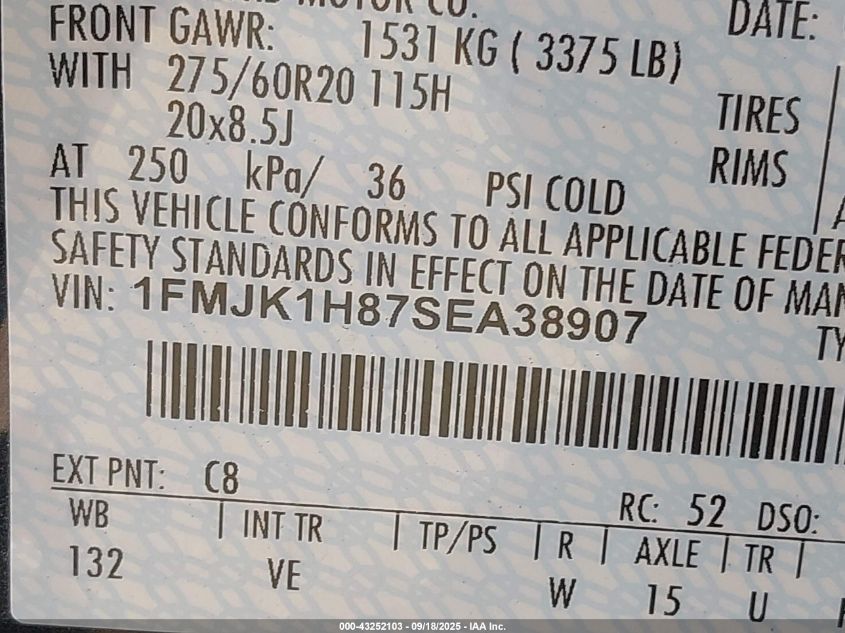 MOTOR CO.
DATE:
FRONT GAWR: 1531 KG ( 3375 LB)
WITH 275/60R20 115H
TIRES
20x8.5J
RIMS
AT 250 kPa/ 36 PSI COLD
THIS VEHICLE CONFORMS TO ALL APPLICABLE FEDER
SAFETY STANDARDS IN EFFECT ON THE DATE OF MAN
VIN: 1FMJK1H87SEA38907
TY
EXT PNT: C8
RC: 52 DSO:
WB | INT TR | TP/PS | R | AXLE | TR |
132 VE W 15 U
000-43252103 - 09/18/2025 - IAA Inc.